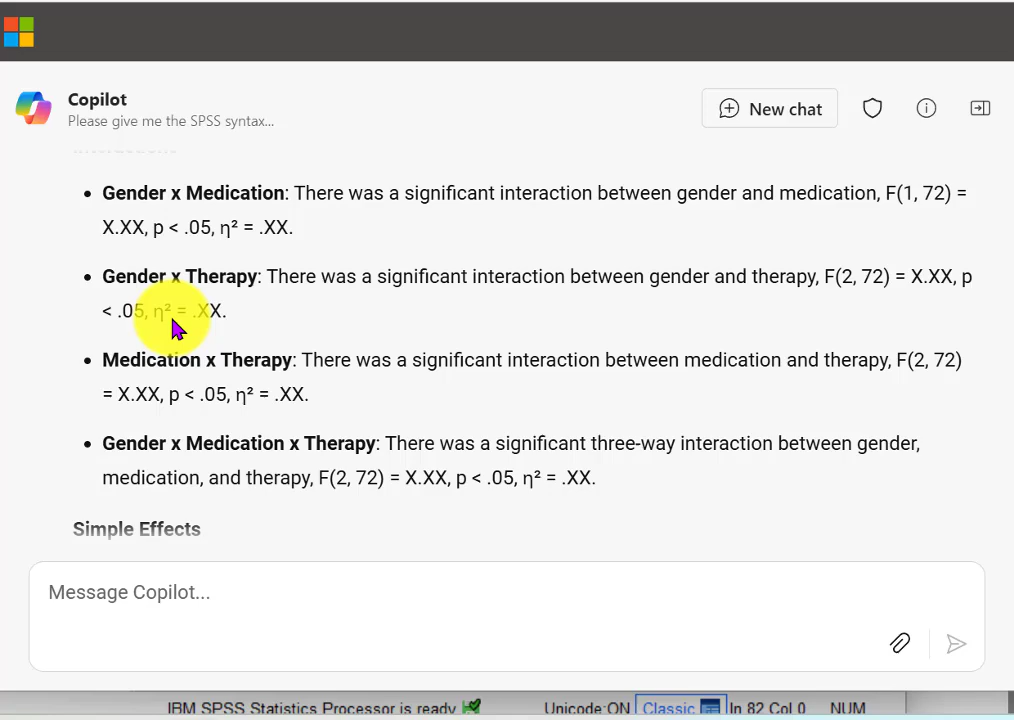 Copilot
Please give me the SPSS syntax...
New chat
Gender x Medication: There was a significant interaction between gender and medication, F(1, 72) =
X.XX, p < .05, η² = .XX.
Gender x Therapy: There was a significant interaction between gender and therapy, F(2, 72) = X.XX, p
< .05, η² = .XX.
Medication x Therapy: There was a significant interaction between medication and therapy, F(2, 72)
= X.XX, p < .05, η² = .XX.
Gender x Medication x Therapy: There was a significant three-way interaction between gender,
medication, and therapy, F(2, 72) = X.XX, p < .05, η² = .XX.
Simple Effects
Message Copilot...
IBM SPSS Statistics Processor is ready Unicode:ON Classic In 82 Col 0 NUM